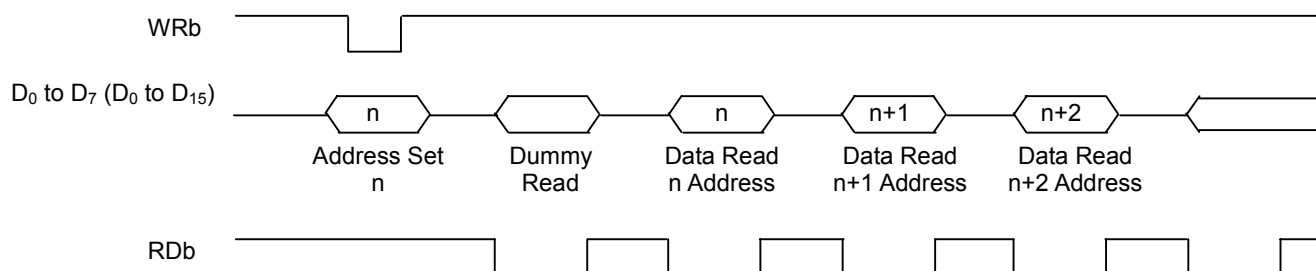 WRb
D₀ to D₇ (D₀ to D₁₅)
n
n
n+1
n+2
Address Set
n
Dummy
Read
Data Read
n Address
Data Read
n+1 Address
Data Read
n+2 Address
RDb